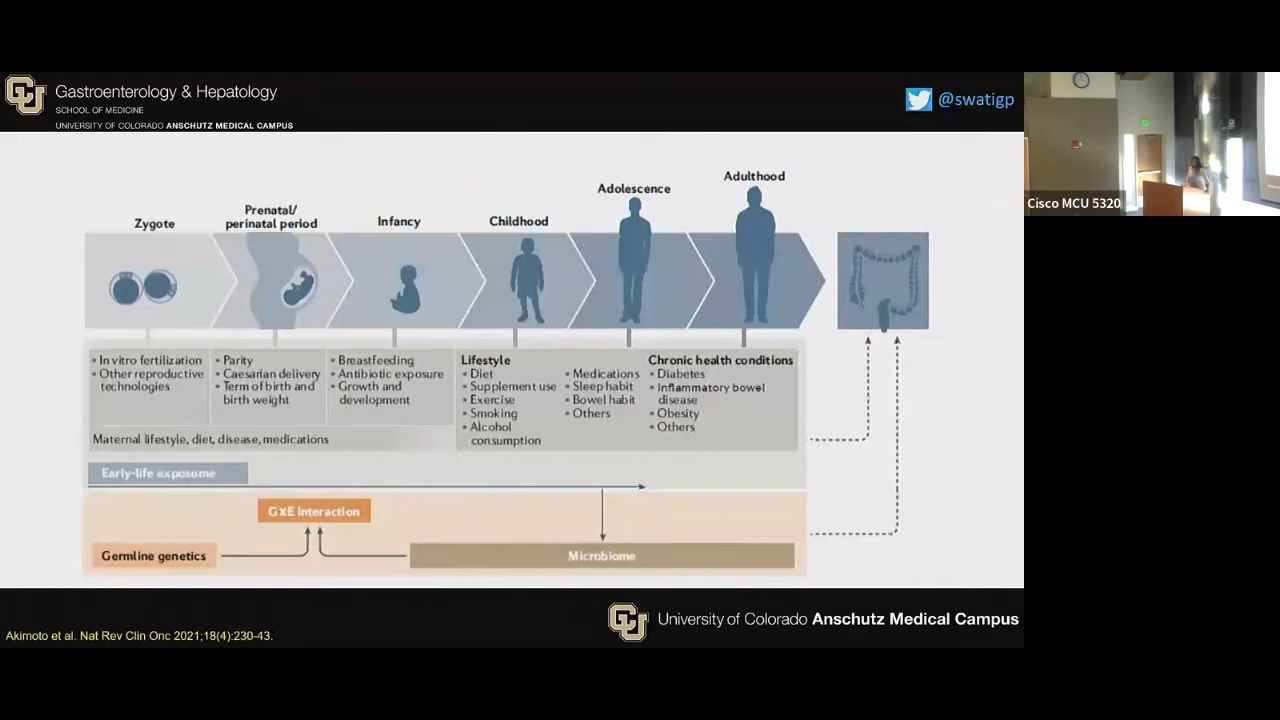 CU
Gastroenterology & Hepatology
SCHOOL OF MEDICINE
UNIVERSITY OF COLORADO ANSCHUTZ MEDICAL CAMPUS
@swatigp
Cisco MCU 5320
Zygote
Prenatal/
perinatal period
Infancy
Childhood
Adolescence
Adulthood
• In vitro fertilization
• Other reproductive
technologies
• Parity
• Caesarian delivery
• Term of birth and
birth weight
• Breastfeeding
• Antibiotic exposure
• Growth and
development
Lifestyle
• Diet
• Supplement use
• Exercise
• Smoking
• Alcohol
consumption
• Medications
• Sleep habit
• Bowel habit
• Others
Chronic health conditions
• Diabetes
• Inflammatory bowel
disease
• Obesity
• Others
Maternal lifestyle, diet, disease, medications
Early-life exposome
G×E interaction
Germline genetics
Microbiome
Akimoto et al. Nat Rev Clin Onc 2021;18(4):230-43.
CU
University of Colorado Anschutz Medical Campus